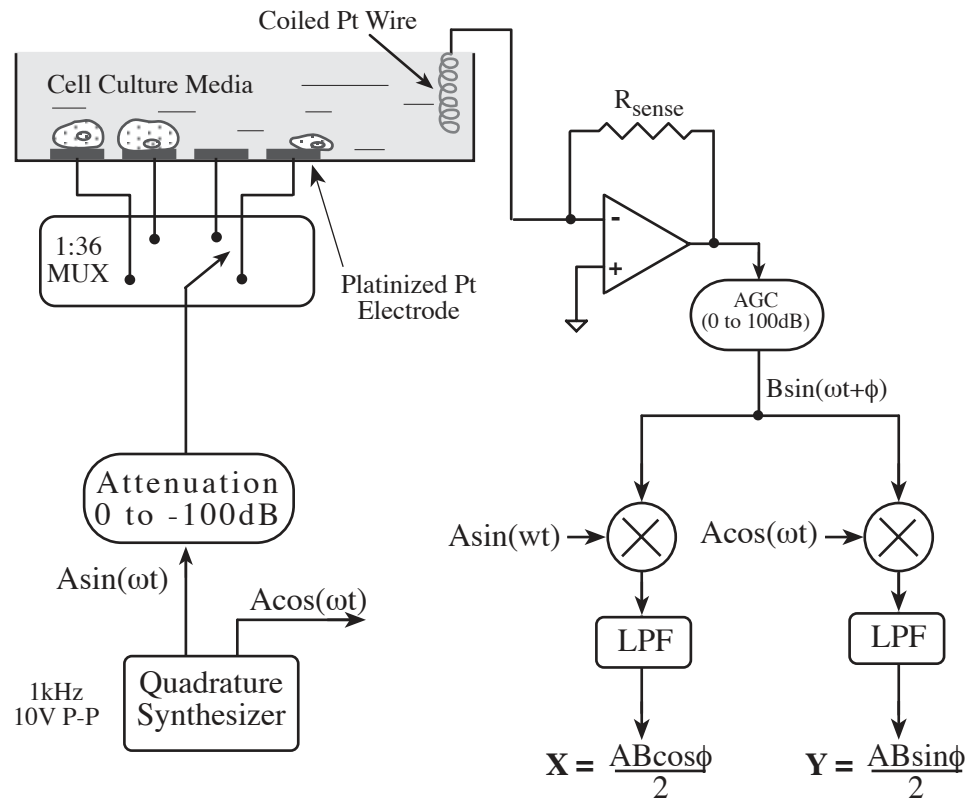 Coiled Pt Wire
Cell Culture Media
R_sense
-
+
1:36
MUX
Platinized Pt
Electrode
AGC
(0 to 100dB)
Bsin(ωt+ϕ)
Attenuation
0 to -100dB
Asin(wt)
Acos(ωt)
Asin(ωt)
Acos(ωt)
LPF
LPF
1kHz
10V P-P
Quadrature
Synthesizer
X = ABcosϕ/2
Y = ABsinϕ/2